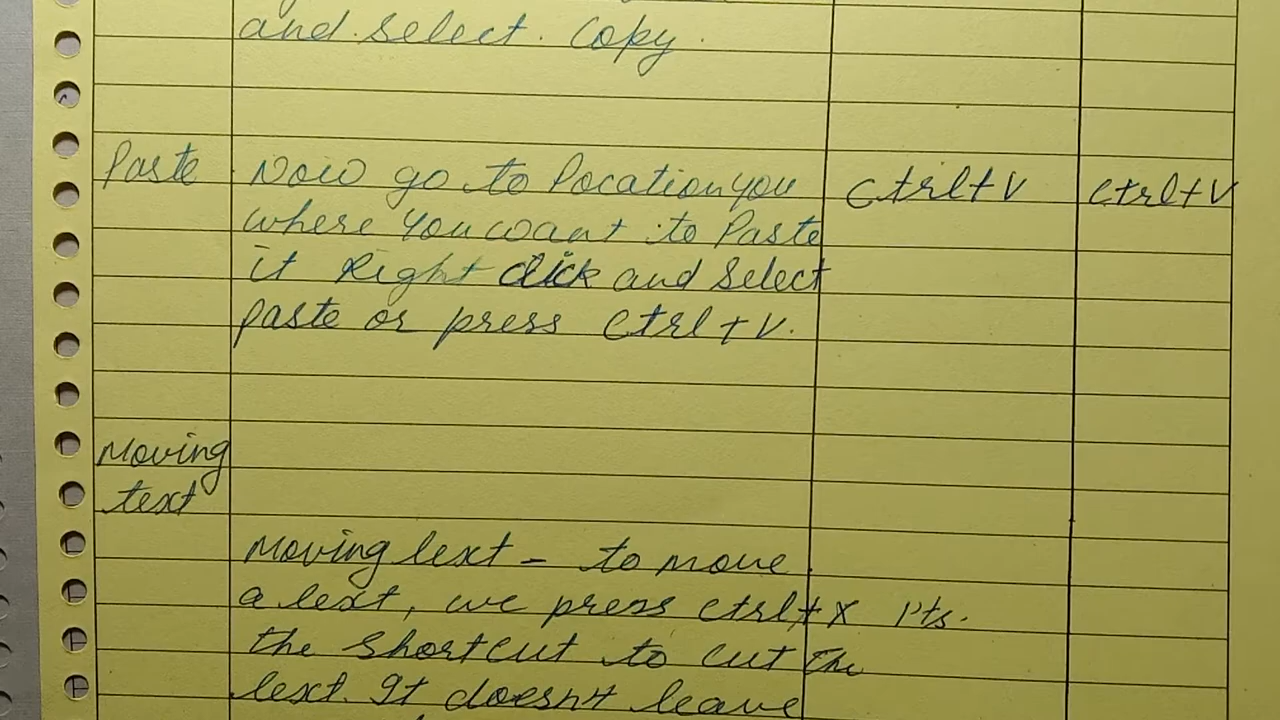 and select. Copy.
Paste Now go to location you Ctrl+V Ctrl+V
where you want to Paste
it Right click and Select
paste or press Ctrl+V.
Moving
text
Moving text - to move
a text, we press Ctrl+X
the Shortcut to cut the
text. It doesn't leave